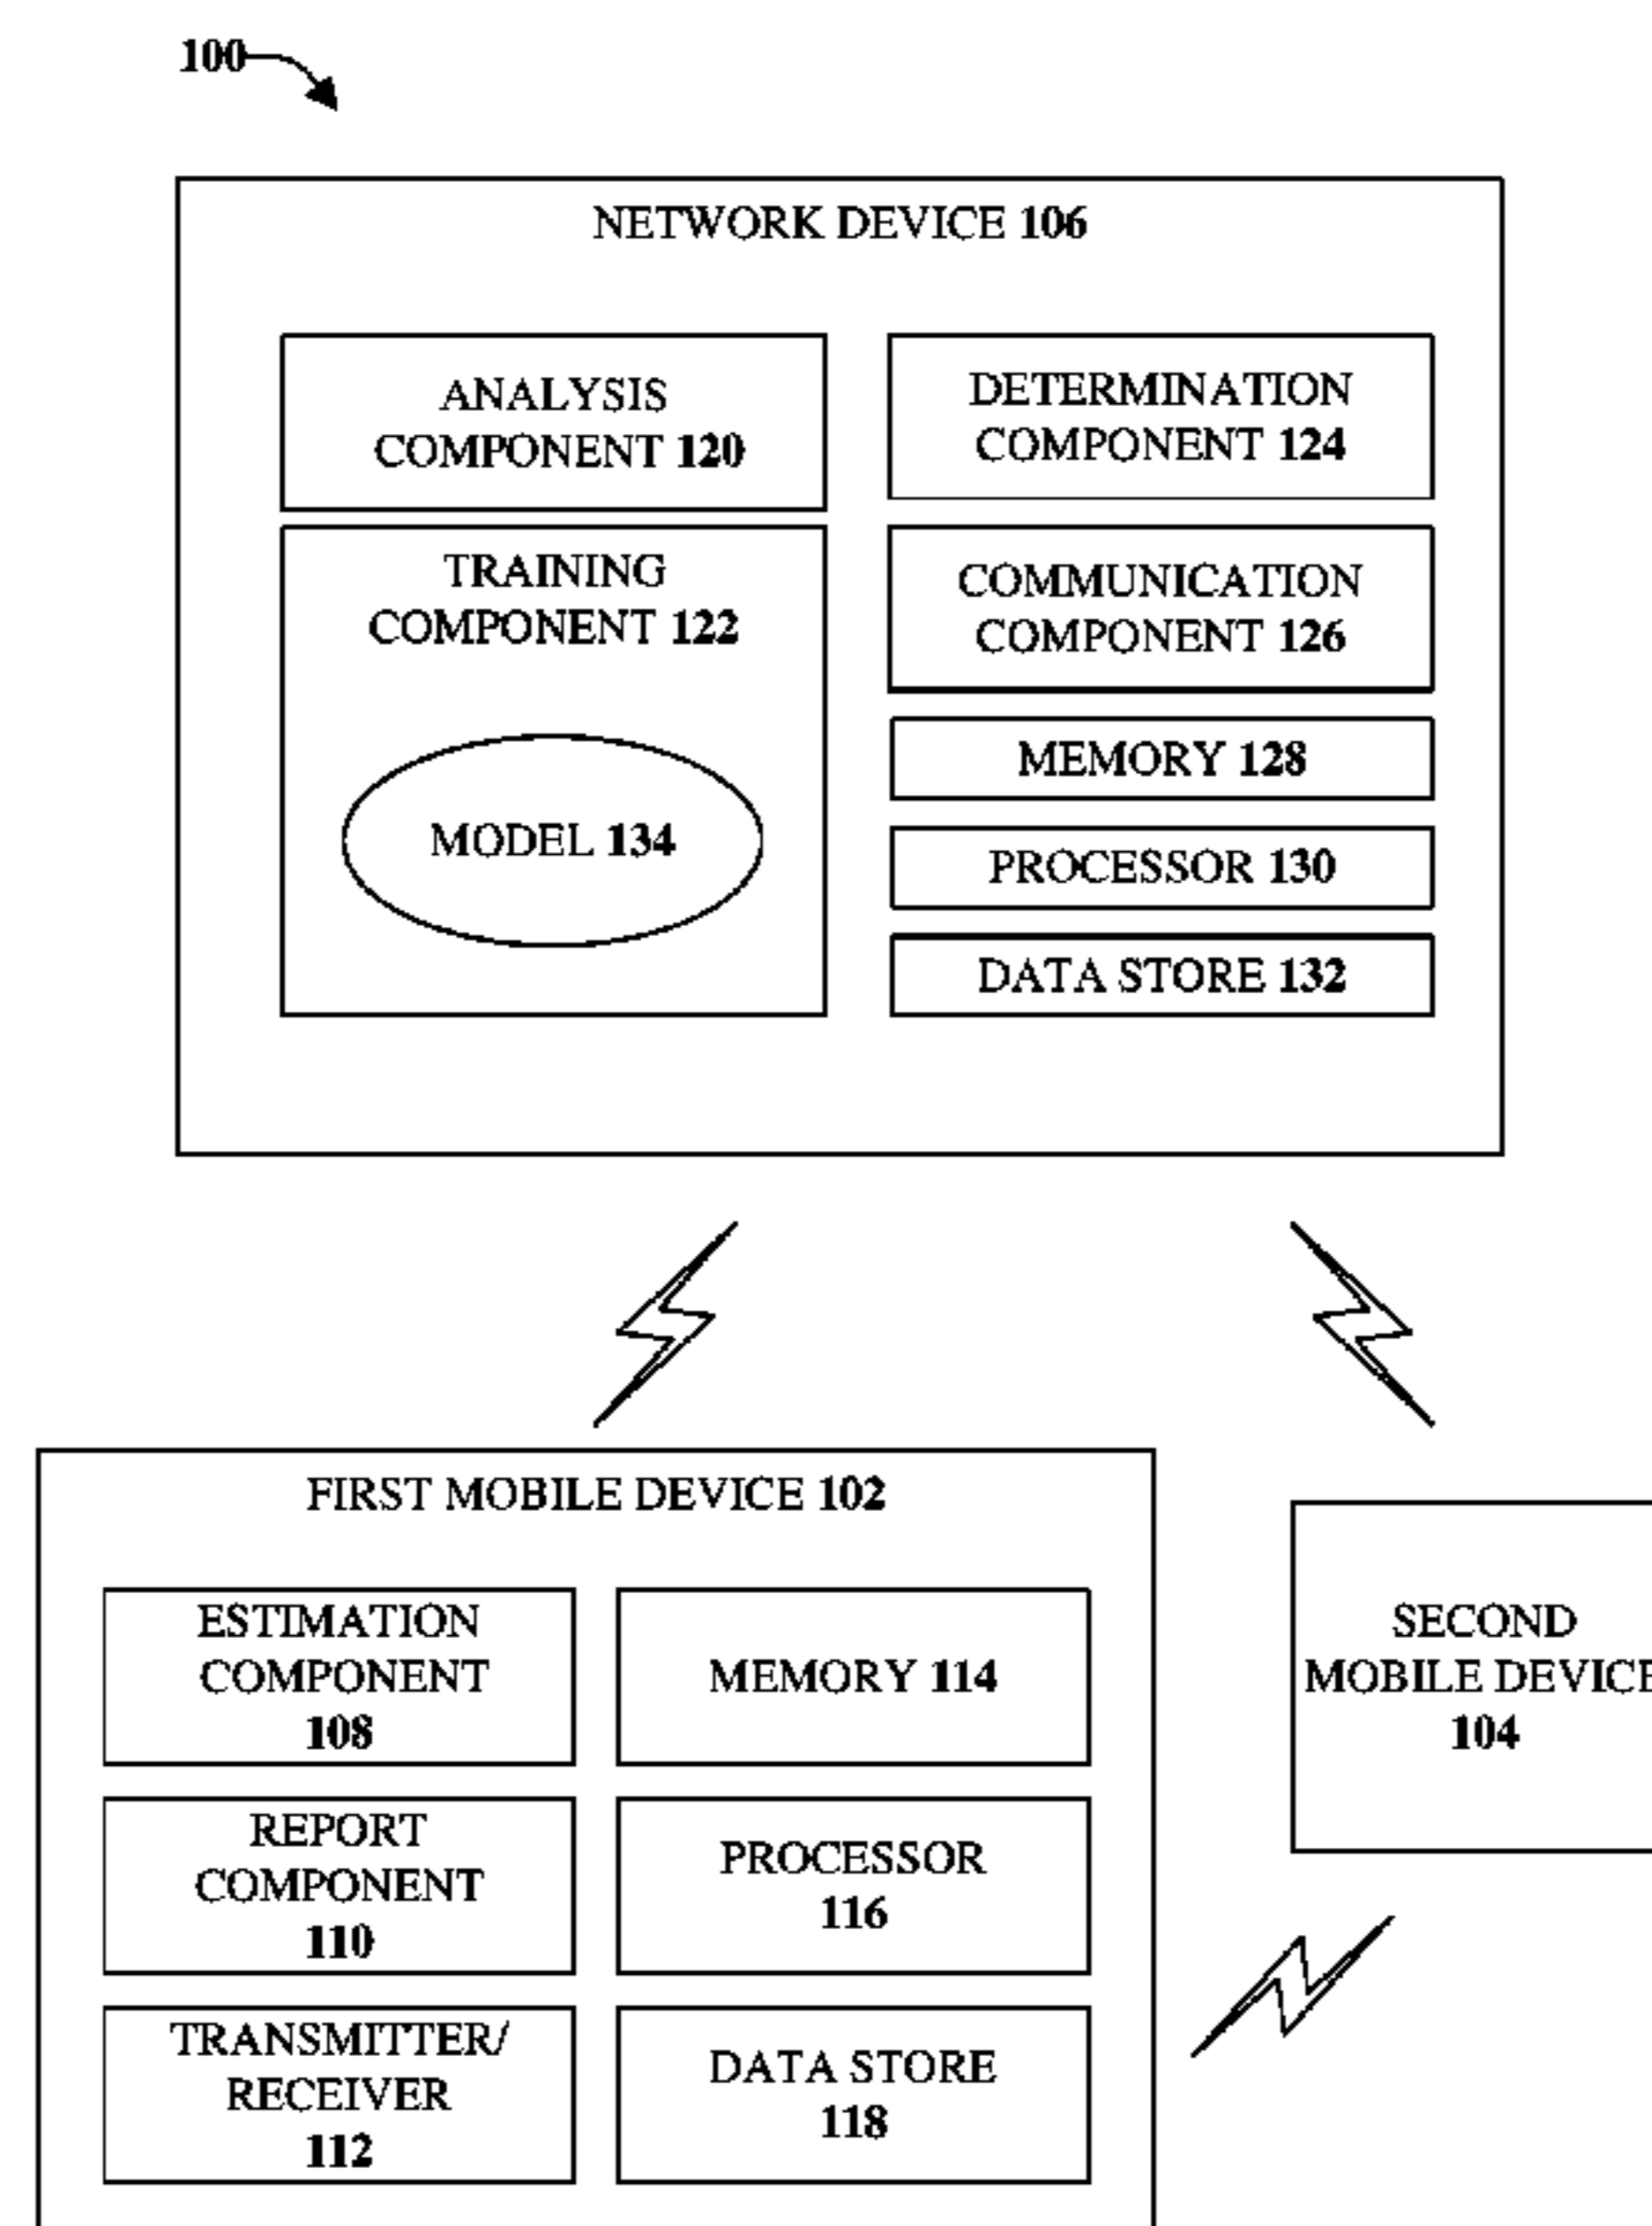 100
NETWORK DEVICE 106
ANALYSIS
COMPONENT 120
DETERMINATION
COMPONENT 124
TRAINING
COMPONENT 122
COMMUNICATION
COMPONENT 126
MODEL 134
MEMORY 128
PROCESSOR 130
DATA STORE 132
FIRST MOBILE DEVICE 102
ESTIMATION
COMPONENT
108
MEMORY 114
REPORT
COMPONENT
110
PROCESSOR
116
TRANSMITTER/
RECEIVER
112
DATA STORE
118
SECOND
MOBILE DEVICE
104